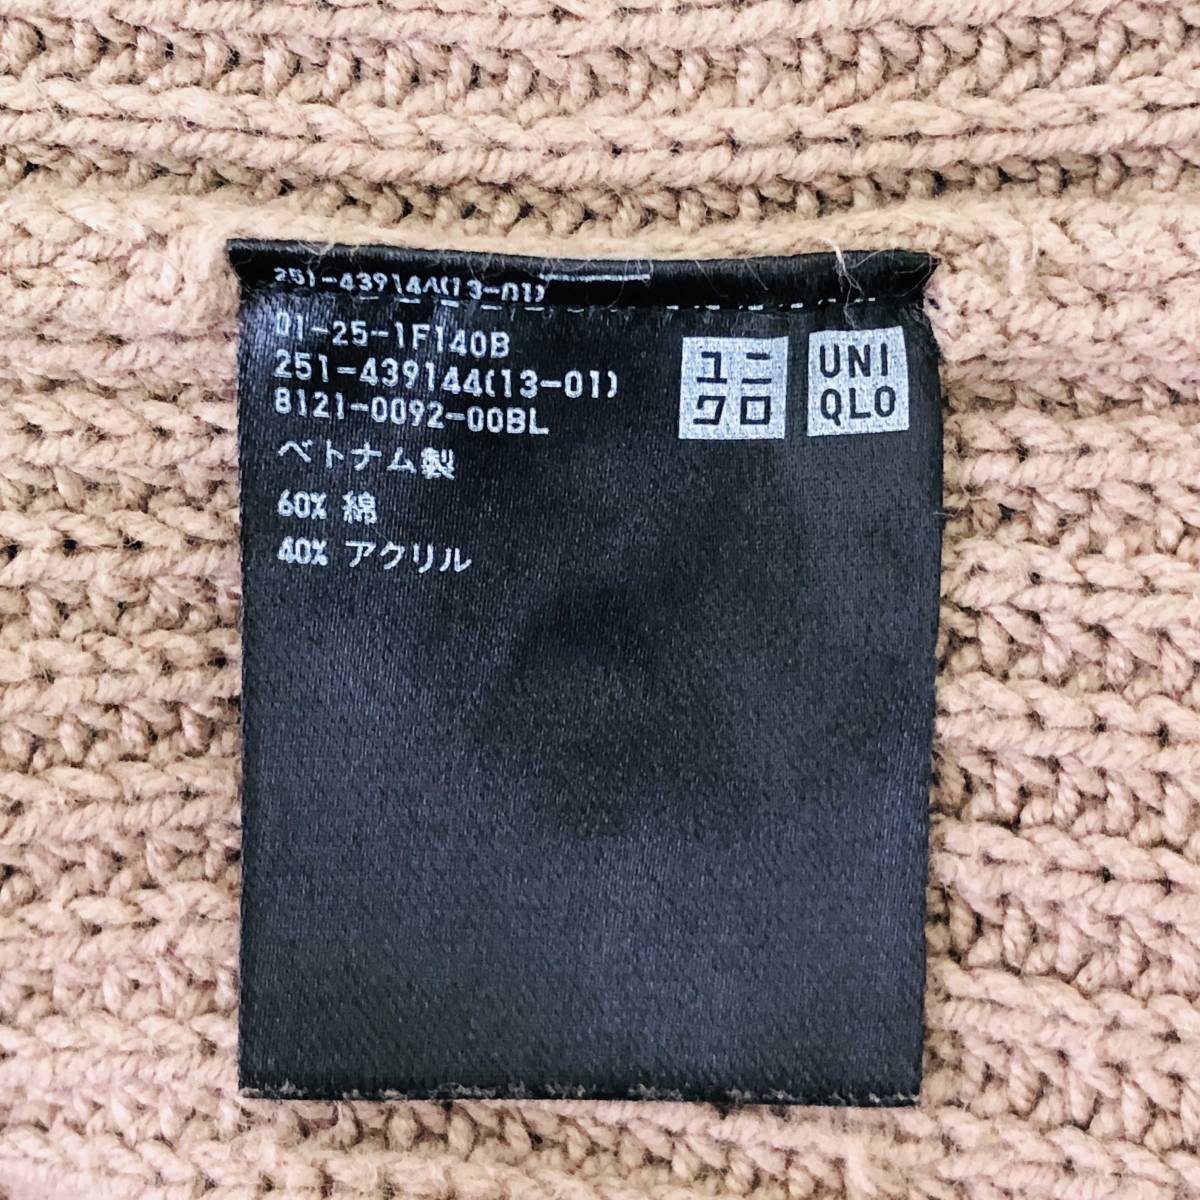 251-439144(13-01)
01-25-1F140B
251-439144(13-01)
8121-0092-00BL
ベトナム製
60% 綿
40% アクリル
ユニ
クロ
UNI
QLO